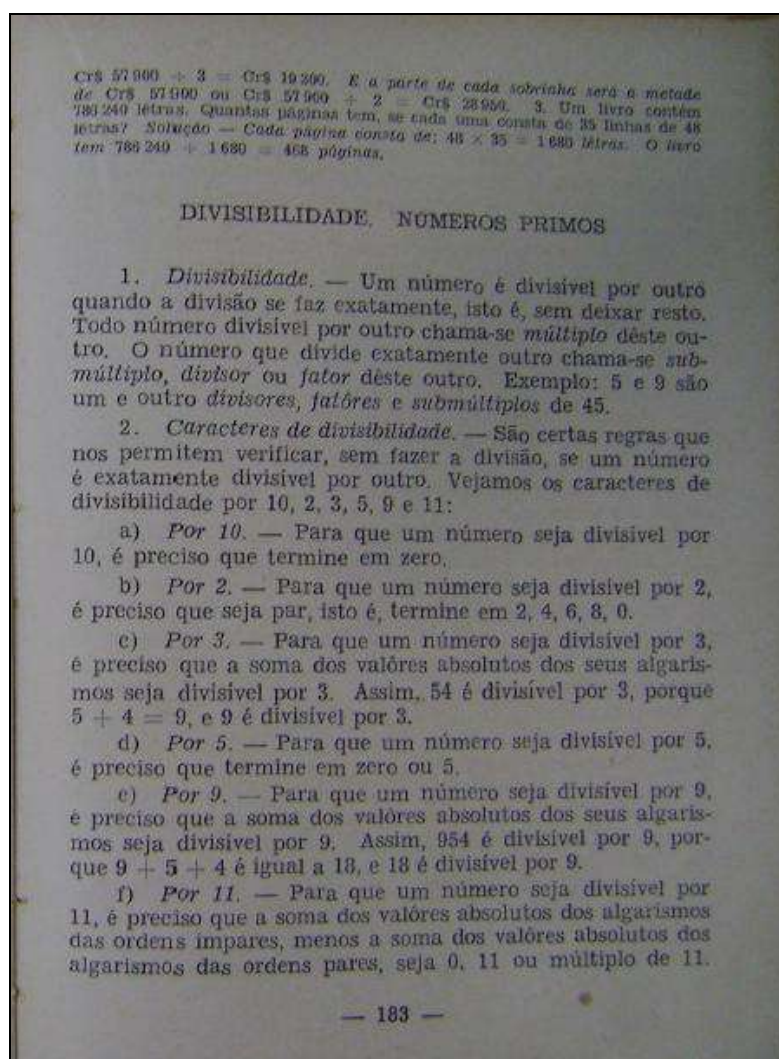 Cr$ 57 900 ÷ 3 = Cr$ 19 300. E a parte de cada sobrinha será a metade
de Cr$ 57 900 ou Cr$ 57 900 ÷ 2 = Cr$ 28 950. 3. Um livro contém
786 240 létras. Quantas páginas tem, se cada uma consta de 35 linhas de 48
létras? Solução — Cada página consta de: 48 × 35 = 1 680 létras. O livro
tem 786 240 ÷ 1 680 = 468 páginas.
DIVISIBILIDADE. NÚMEROS PRIMOS
1. Divisibilidade. — Um número é divisível por outro
quando a divisão se faz exatamente, isto é, sem deixar resto.
Todo número divisível por outro chama-se múltiplo dêste ou-
tro. O número que divide exatamente outro chama-se sub-
múltiplo, divisor ou fator dêste outro. Exemplo: 5 e 9 são
um e outro divisores, fatôres e submúltiplos de 45.
2. Caracteres de divisibilidade. — São certas regras que
nos permitem verificar, sem fazer a divisão, se um número
é exatamente divisível por outro. Vejamos os caracteres de
divisibilidade por 10, 2, 3, 5, 9 e 11:
a) Por 10. — Para que um número seja divisível por
10, é preciso que termine em zero.
b) Por 2. — Para que um número seja divisível por 2,
é preciso que seja par, isto é, termine em 2, 4, 6, 8, 0.
c) Por 3. — Para que um número seja divisível por 3,
é preciso que a soma dos valôres absolutos dos seus algaris-
mos seja divisível por 3. Assim, 54 é divisível por 3, porque
5 + 4 = 9, e 9 é divisível por 3.
d) Por 5. — Para que um número seja divisível por 5,
é preciso que termine em zero ou 5.
e) Por 9. — Para que um número seja divisível por 9,
é preciso que a soma dos valôres absolutos dos seus algaris-
mos seja divisível por 9. Assim, 954 é divisível por 9, por-
que 9 + 5 + 4 é igual a 18, e 18 é divisível por 9.
f) Por 11. — Para que um número seja divisível por
11, é preciso que a soma dos valôres absolutos dos algarismos
das ordens ímpares, menos a soma dos valôres absolutos dos
algarismos das ordens pares, seja 0, 11 ou múltiplo de 11.
— 183 —